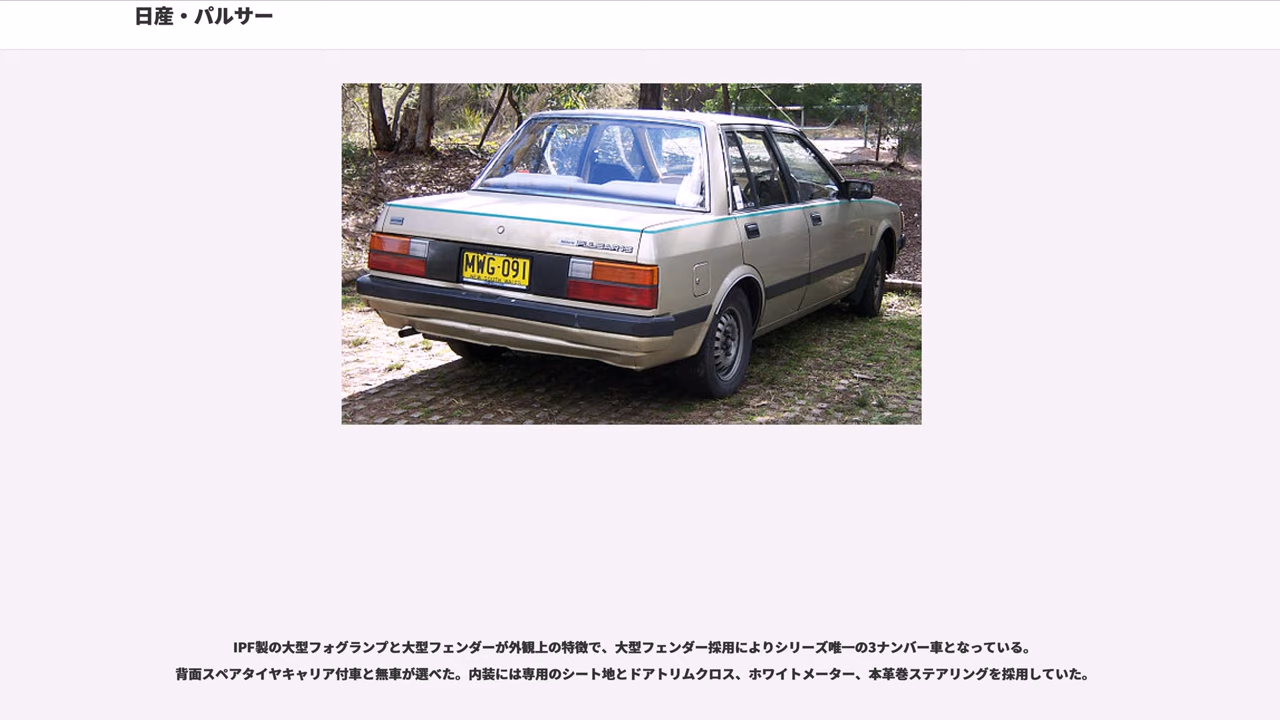 日産・パルサー
PULSAR
MWG·091
NEW SOUTH WALES
IPF製の大型フォグランプと大型フェンダーが外観上の特徴で、大型フェンダー採用によりシリーズ唯一の3ナンバー車となっている。
背面スペアタイヤキャリア付車と無車が選べた。内装には専用のシート地とドアトリムクロス、ホワイトメーター、本革巻ステアリングを採用していた。